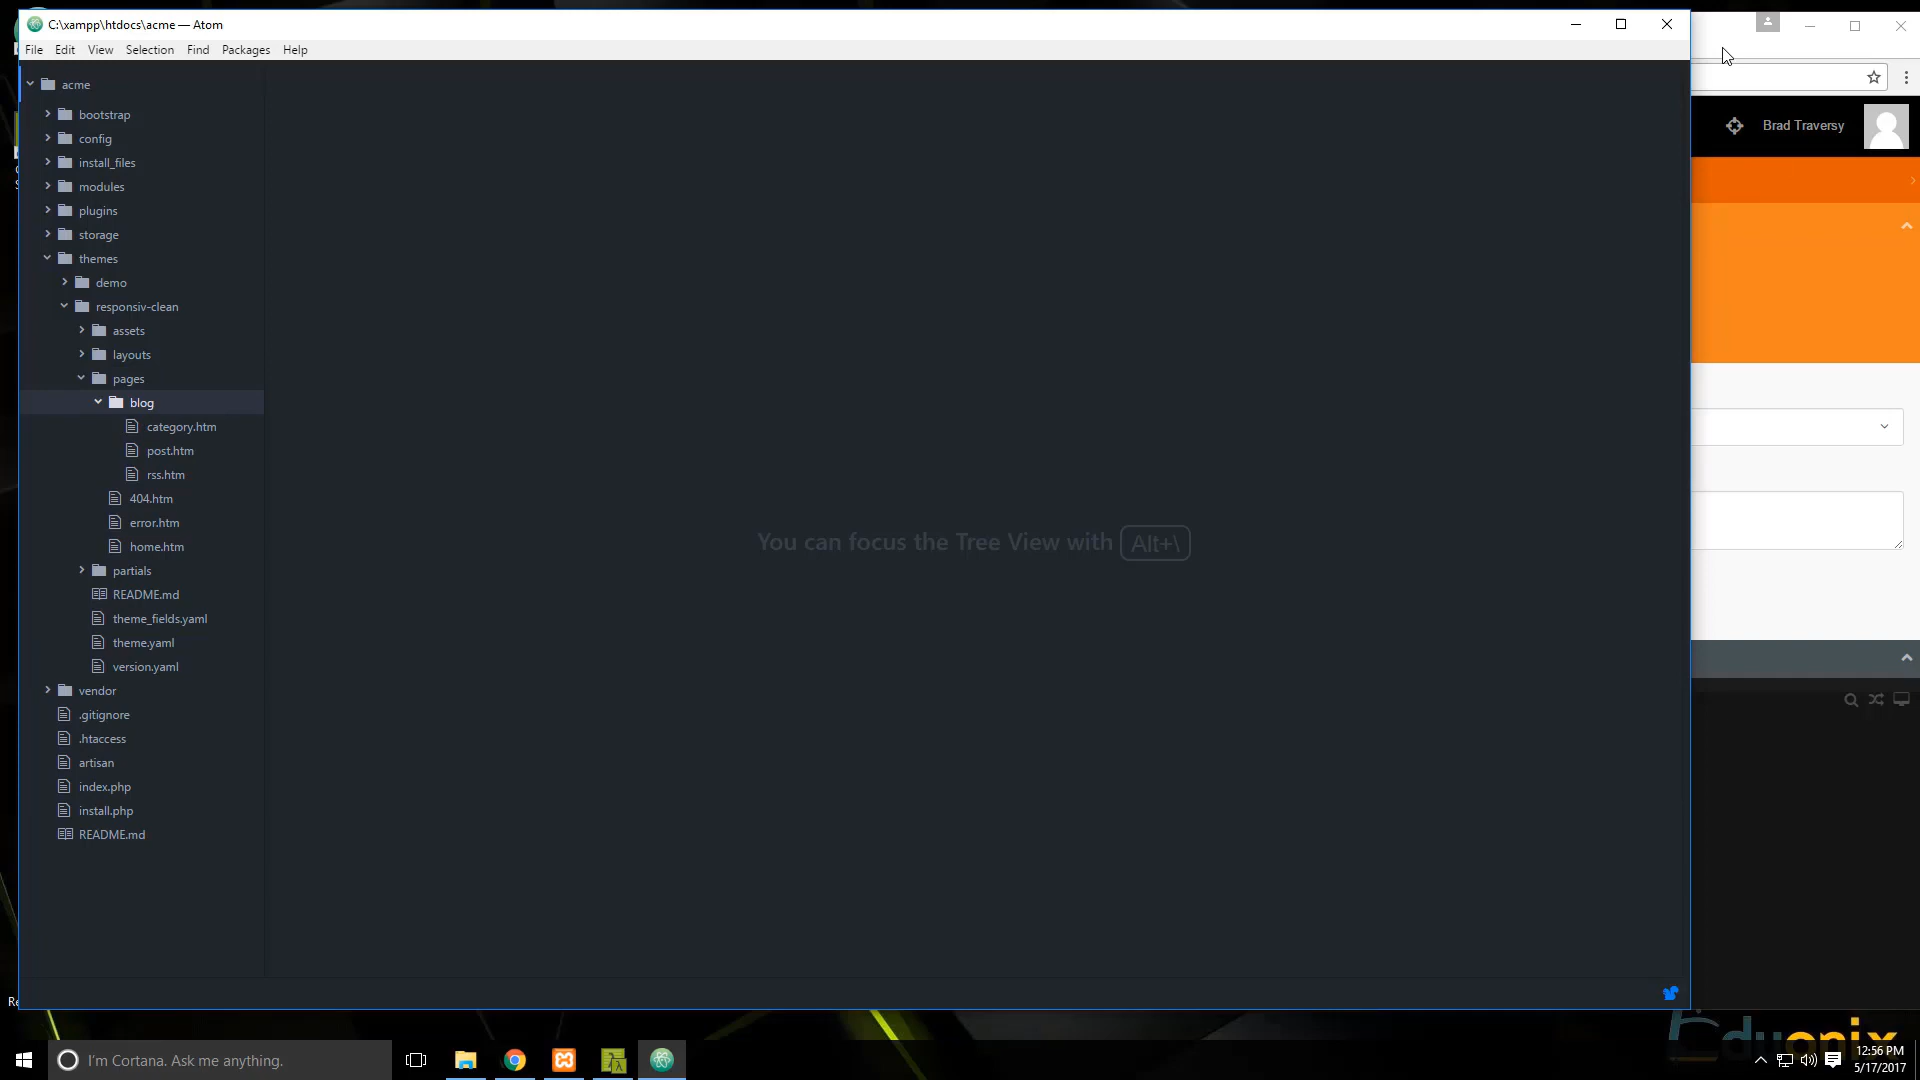 C:\xampp\htdocs\acme — Atom
File Edit View Selection Find Packages Help
acme
bootstrap
config
install_files
modules
plugins
storage
themes
demo
responsiv-clean
assets
layouts
pages
blog
category.htm
post.htm
rss.htm
404.htm
error.htm
home.htm
partials
README.md
theme_fields.yaml
theme.yaml
version.yaml
vendor
.gitignore
.htaccess
artisan
index.php
install.php
README.md
You can focus the Tree View with Alt+\
Brad Traversy
Eduonix
I'm Cortana. Ask me anything.
12:56 PM
5/17/2017